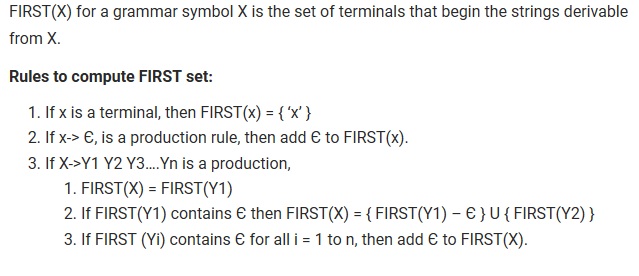 FIRST(X) for a grammar symbol X is the set of terminals that begin the strings derivable
from X.
Rules to compute FIRST set:
1. If x is a terminal, then FIRST(x) = { 'x' }
2. If x-> Є, is a production rule, then add Є to FIRST(x).
3. If X->Y1 Y2 Y3....Yn is a production,
1. FIRST(X) = FIRST(Y1)
2. If FIRST(Y1) contains Є then FIRST(X) = { FIRST(Y1) – Є } U { FIRST(Y2) }
3. If FIRST (Yi) contains Є for all i = 1 to n, then add Є to FIRST(X).